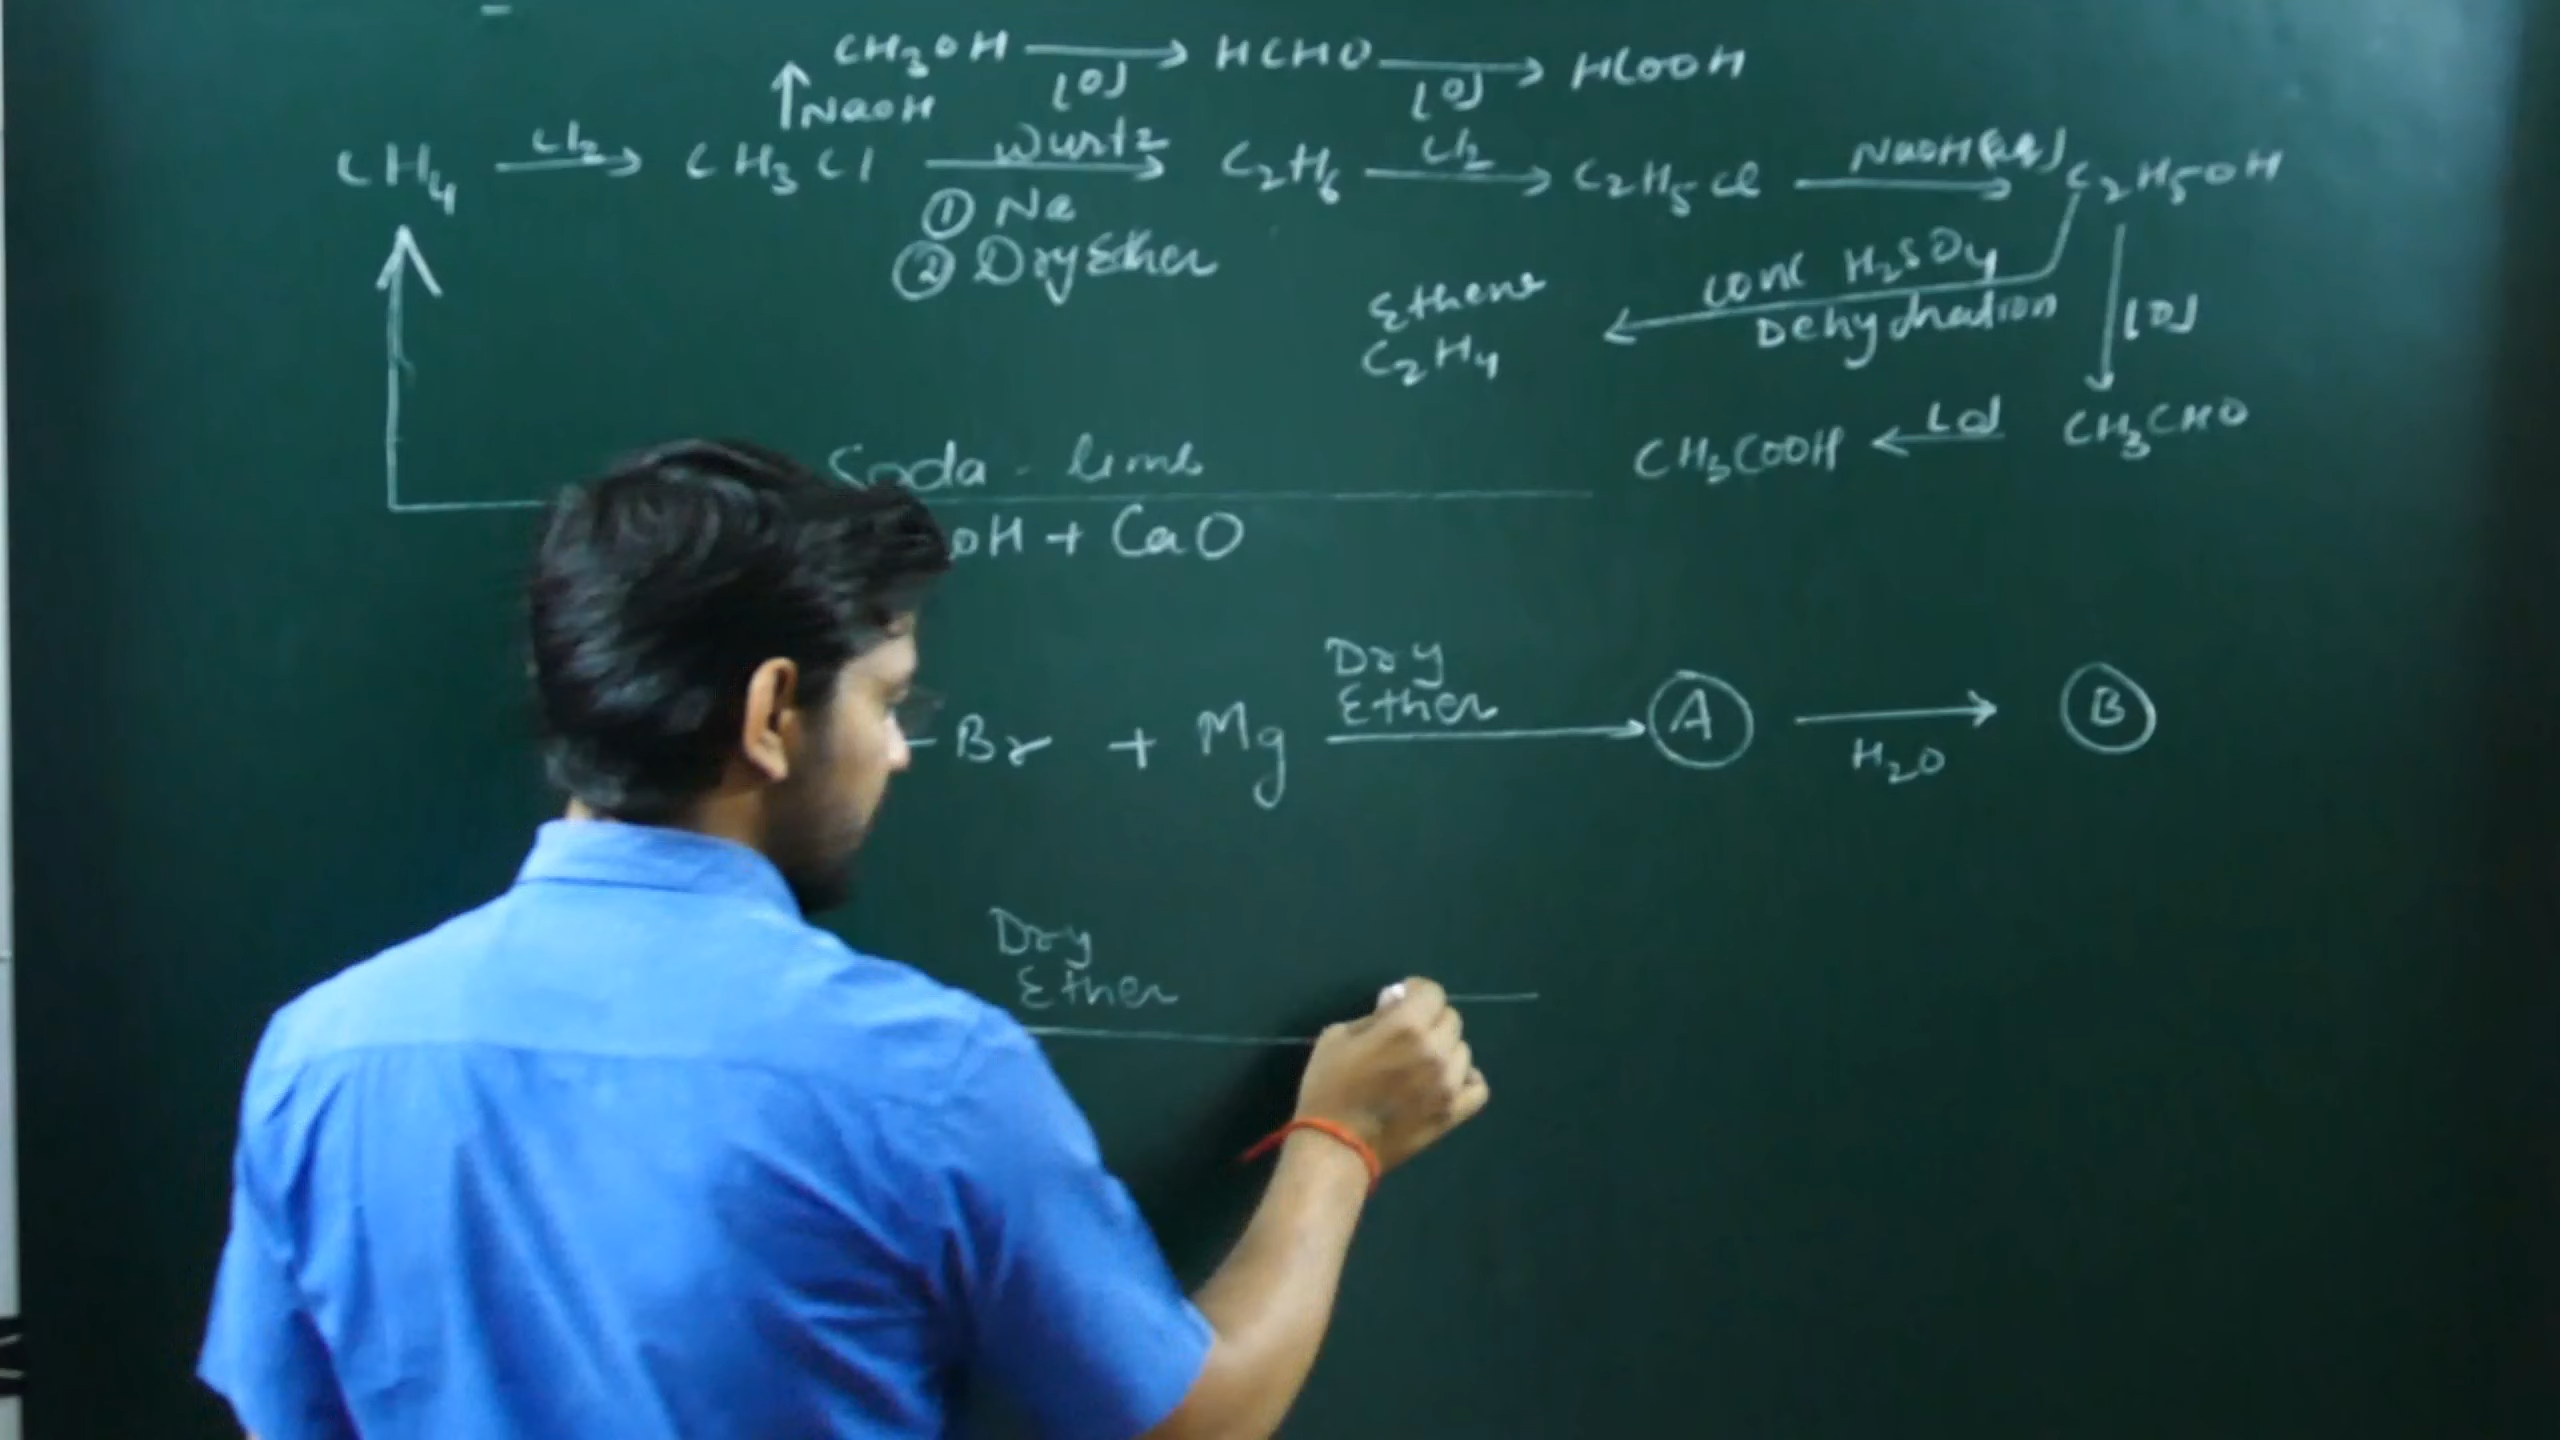 CH3OH → [O] HCHO → [O] HCOOH
↑ NaOH
CH4 → Cl2 CH3Cl → Wurtz C2H6 → Cl2 C2H5Cl → NaOH(aq) C2H5OH
① Na
② Dry Ether
Ethene ← Conc H2SO4
C2H4 Dehydration ↓ [O]
CH3COOH ← [O] CH3CHO
Soda-lime
OH + CaO
Dry
Ether
-Br + Mg → Ⓐ → Ⓑ
H2O
Dry
Ether